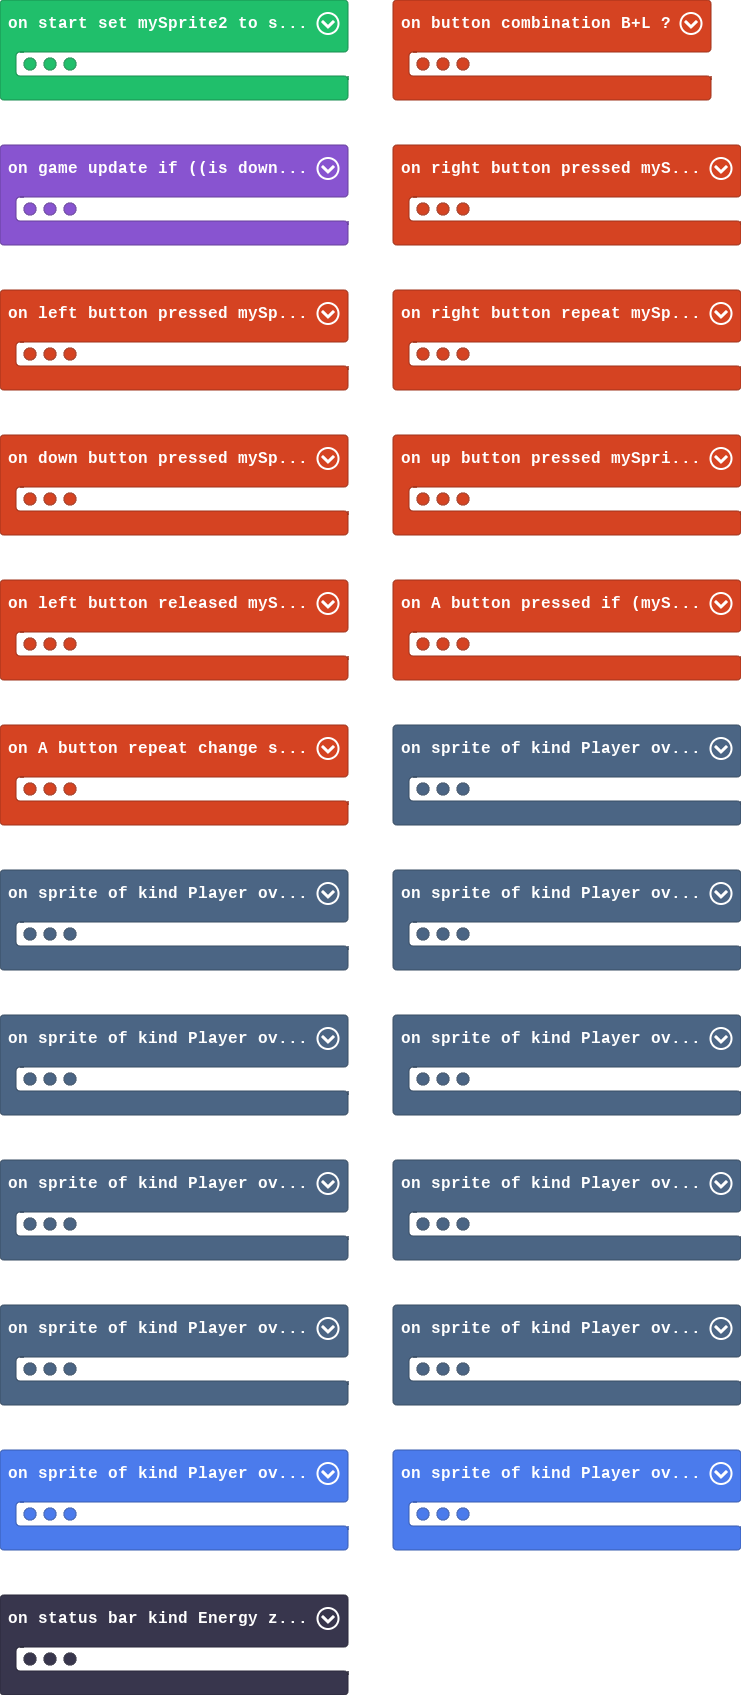 on start set mySprite2 to s...
on button combination B+L ?
on game update if ((is down...
on right button pressed myS...
on left button pressed mySp...
on right button repeat mySp...
on down button pressed mySp...
on up button pressed mySpri...
on left button released myS...
on A button pressed if (myS...
on A button repeat change s...
on sprite of kind Player ov...
on sprite of kind Player ov...
on sprite of kind Player ov...
on sprite of kind Player ov...
on sprite of kind Player ov...
on sprite of kind Player ov...
on sprite of kind Player ov...
on sprite of kind Player ov...
on sprite of kind Player ov...
on sprite of kind Player ov...
on sprite of kind Player ov...
on status bar kind Energy z...